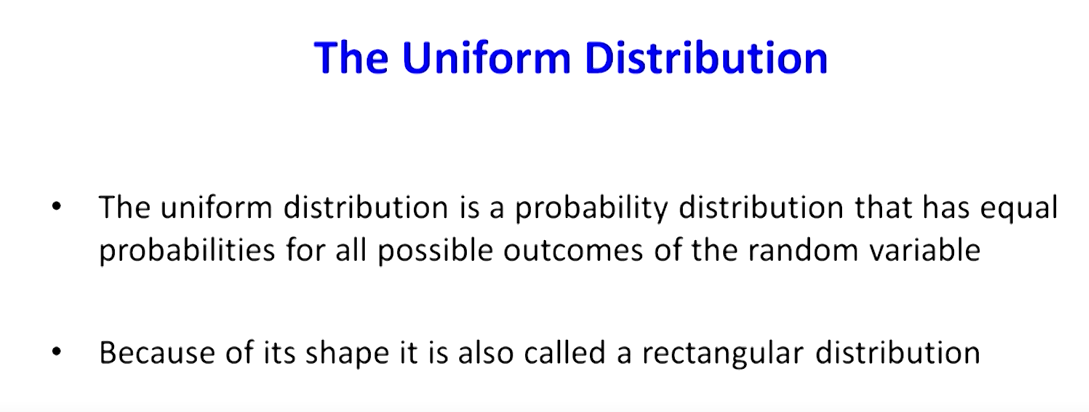 The Uniform Distribution
• The uniform distribution is a probability distribution that has equal
probabilities for all possible outcomes of the random variable
• Because of its shape it is also called a rectangular distribution